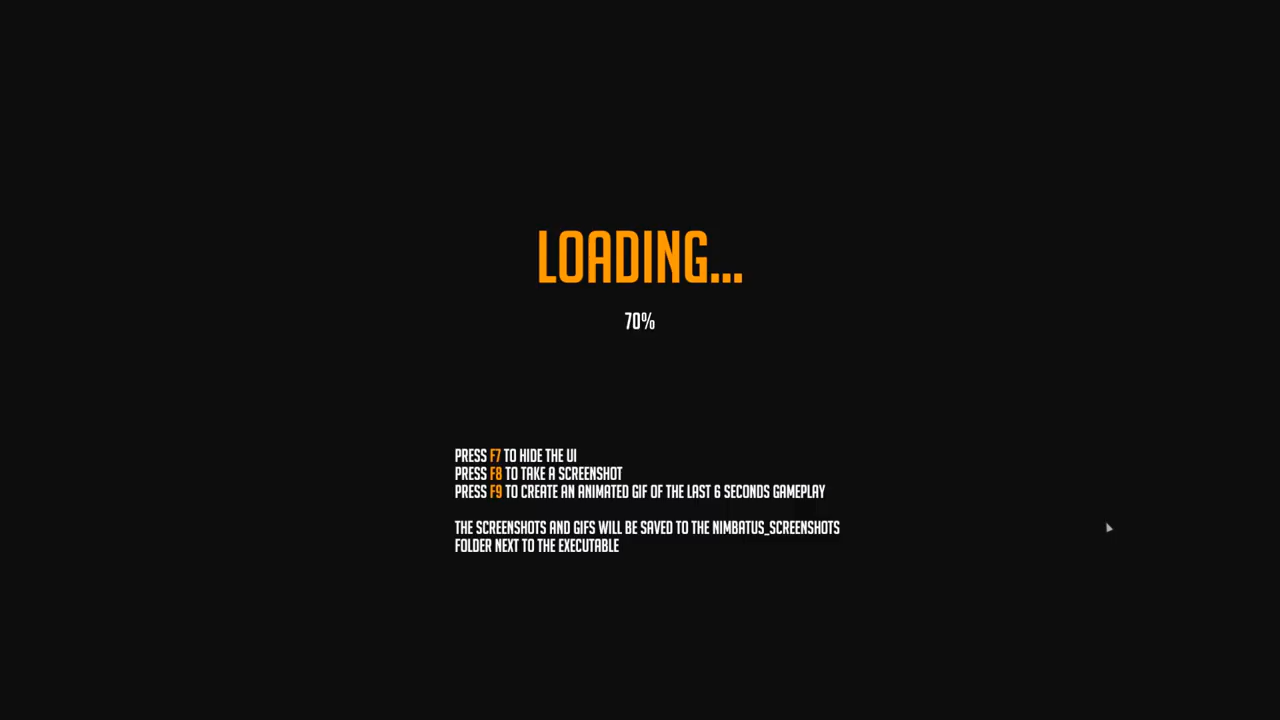 LOADING...
70%
PRESS F7 TO HIDE THE UI
PRESS F8 TO TAKE A SCREENSHOT
PRESS F9 TO CREATE AN ANIMATED GIF OF THE LAST 6 SECONDS GAMEPLAY
THE SCREENSHOTS AND GIFS WILL BE SAVED TO THE NIMBATUS_SCREENSHOTS
FOLDER NEXT TO THE EXECUTABLE